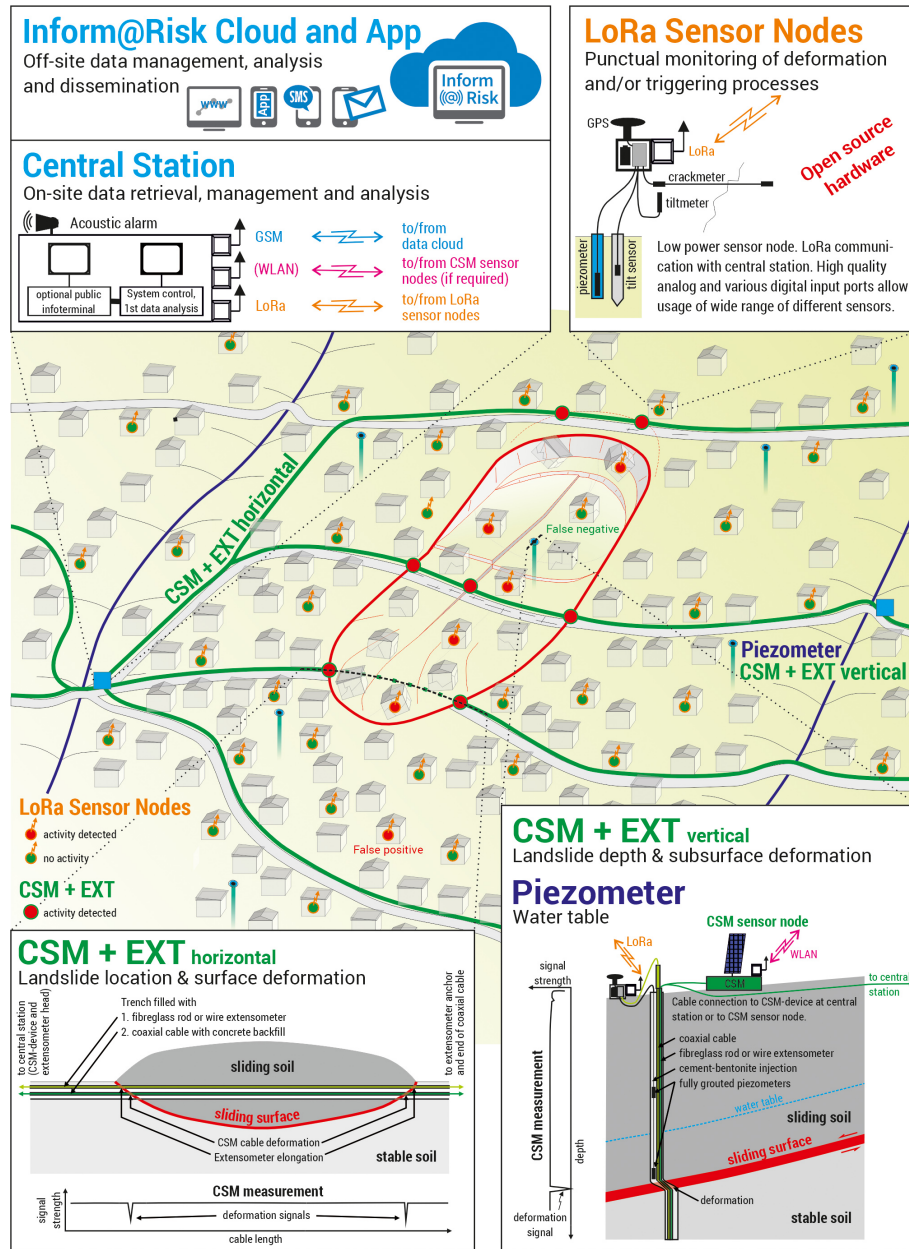 Inform@Risk Cloud and App
Off-site data management, analysis
and dissemination
www
App
SMS
Inform
(@) Risk
Central Station
On-site data retrieval, management and analysis
Acoustic alarm
optional public
infoterminal
System control,
1st data analysis
GSM
to/from
data cloud
(WLAN)
to/from CSM sensor
nodes (if required)
LoRa
to/from LoRa
sensor nodes
LoRa Sensor Nodes
Punctual monitoring of deformation
and/or triggering processes
GPS
LoRa
Open source
hardware
crackmeter
tiltmeter
piezometer
tilt sensor
Low power sensor node. LoRa communi-
cation with central station. High quality
analog and various digital input ports allow
usage of wide range of different sensors.
CSM + EXT horizontal
False negative
Piezometer
CSM + EXT vertical
LoRa Sensor Nodes
activity detected
no activity
False positive
CSM + EXT
activity detected
CSM + EXT horizontal
Landslide location & surface deformation
to central station
(CSM-device and
extensometer head)
Trench filled with
1. fibreglass rod or wire extensometer
2. coaxial cable with concrete backfill
to extensometer anchor
and end of coaxial cable
sliding soil
sliding surface
CSM cable deformation
Extensometer elongation
stable soil
CSM measurement
signal
strength
deformation signals
cable length
CSM + EXT vertical
Landslide depth & subsurface deformation
Piezometer
Water table
LoRa
CSM sensor node
WLAN
CSM
to central
station
signal
strength
Cable connection to CSM-device at central
station or to CSM sensor node.
coaxial cable
fibreglass rod or wire extensometer
cement-bentonite injection
fully grouted piezometers
CSM measurement
depth
water table
sliding soil
sliding surface
deformation
deformation
signal
stable soil